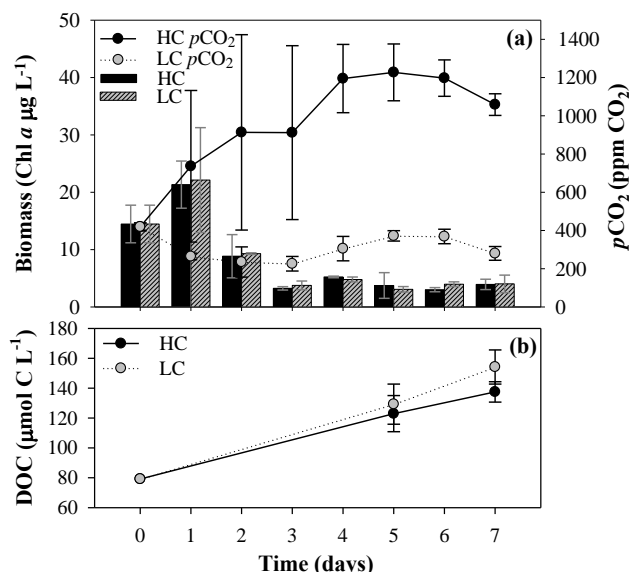 50
40
30
20
10
0
Biomass (Chl a µg L-1)
HC pCO2
LC pCO2
HC
LC
(a)
1400
1200
1000
800
600
400
200
0
pCO2 (ppm CO2)
180
160
140
120
100
80
60
DOC (µmol C L-1)
HC
LC
(b)
0 1 2 3 4 5 6 7
Time (days)